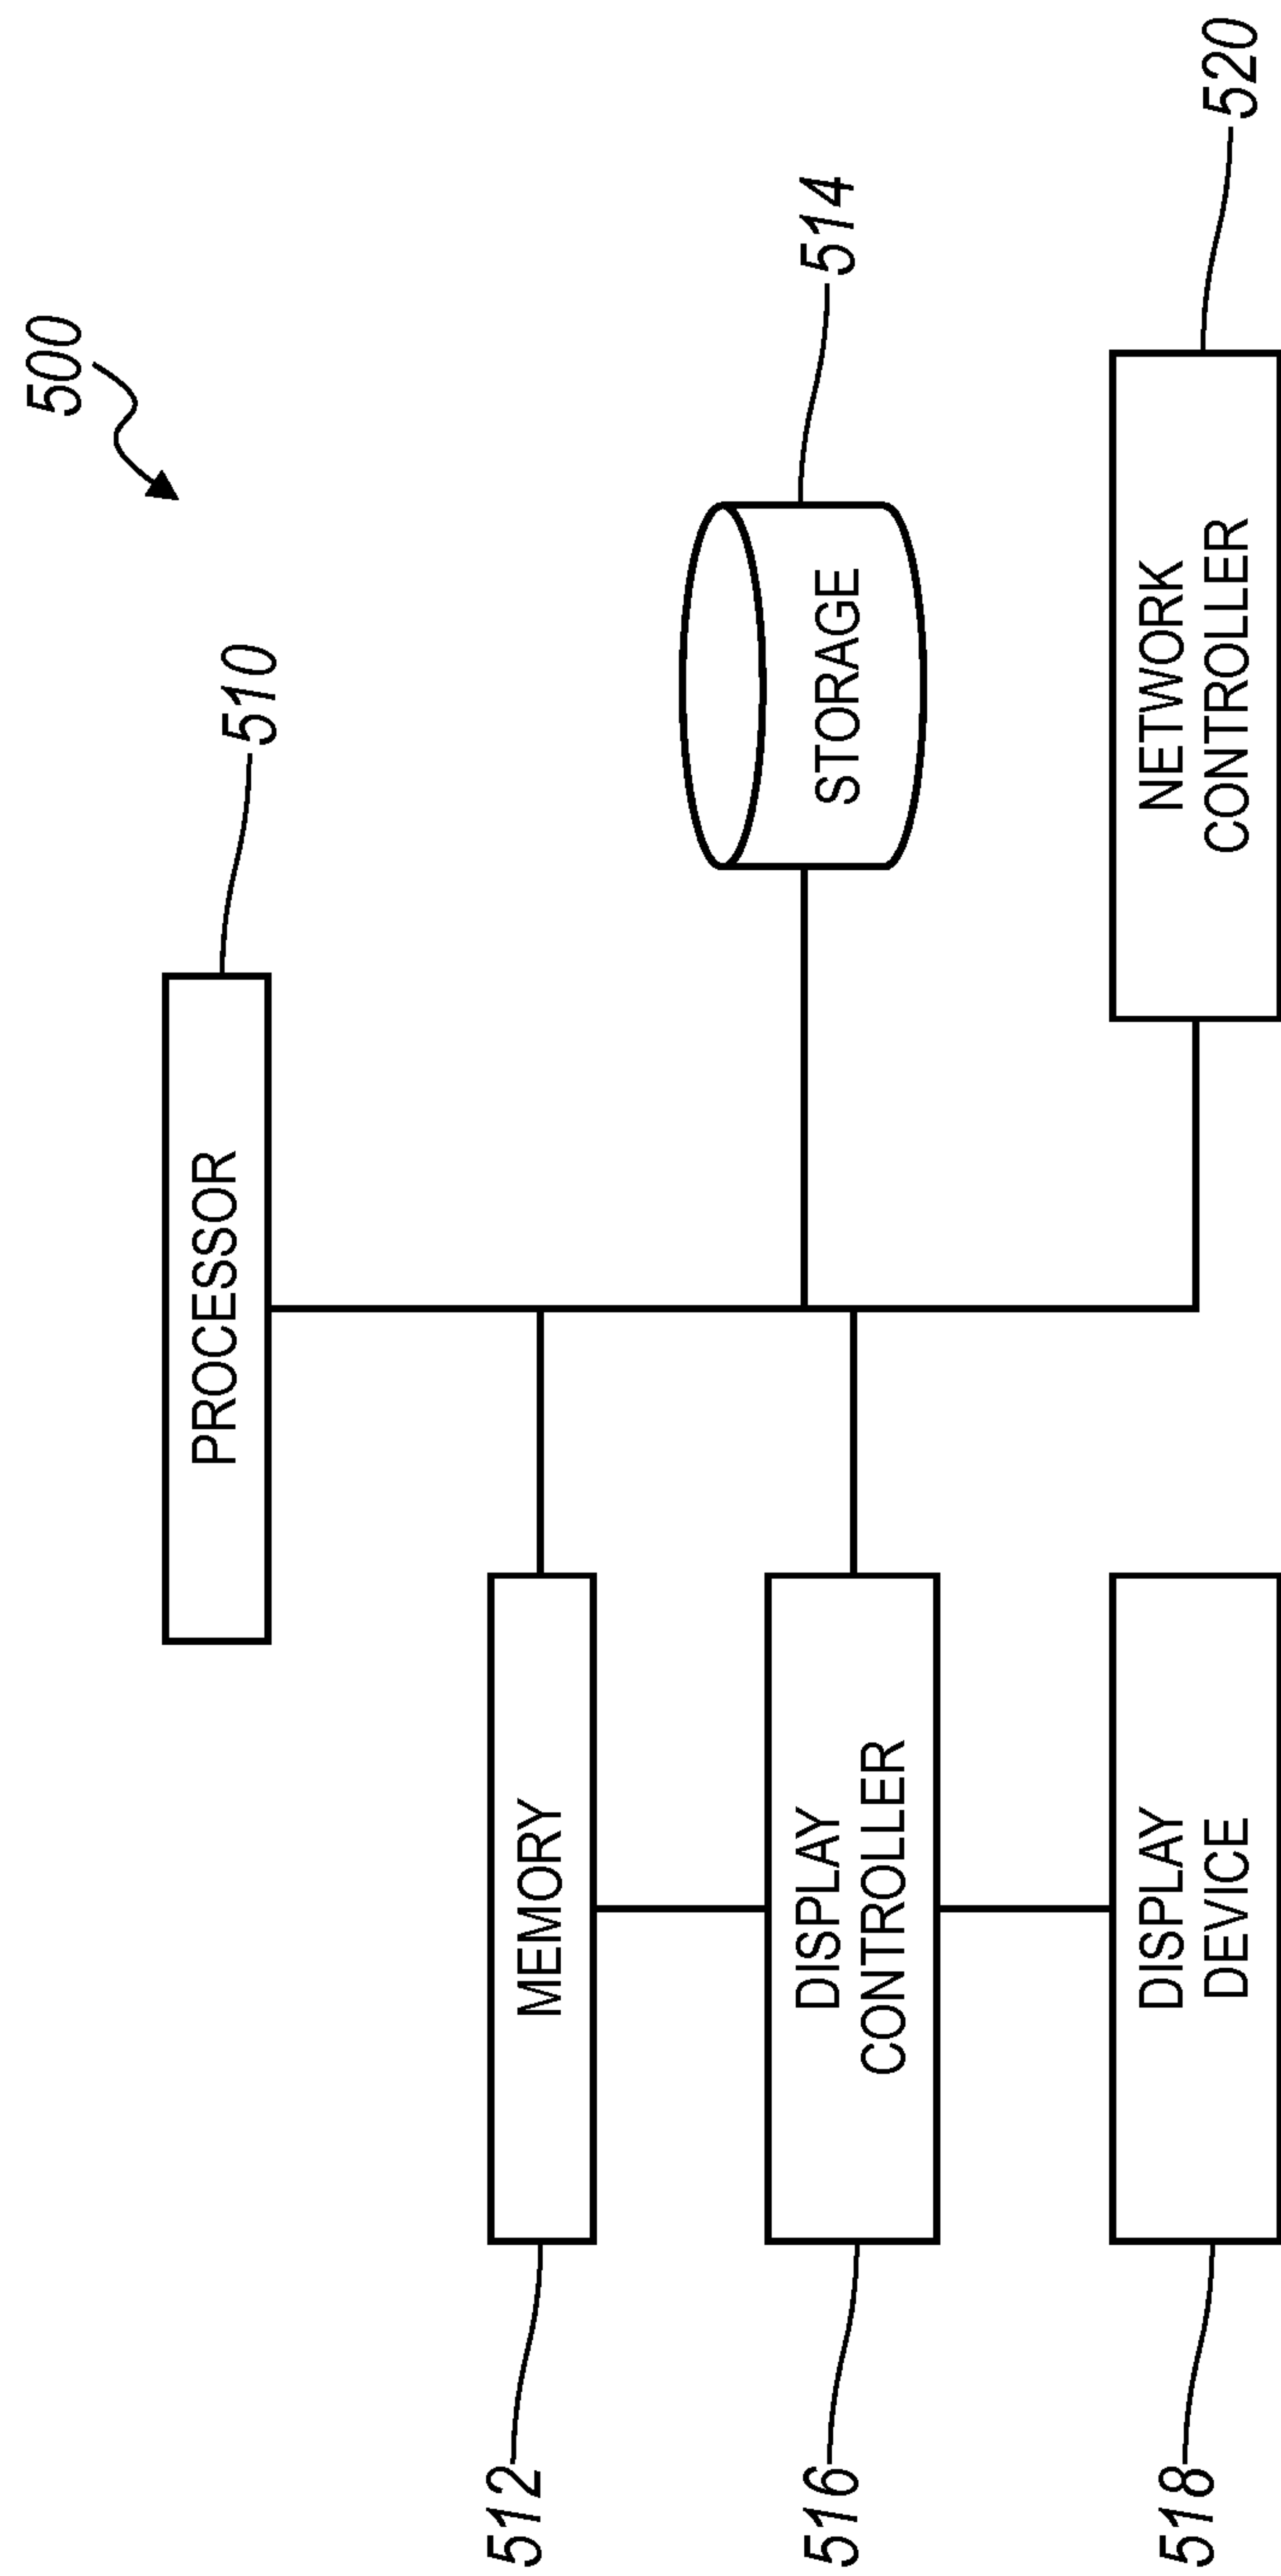 500
PROCESSOR
510
512
MEMORY
STORAGE
514
516
DISPLAY
CONTROLLER
518
DISPLAY
DEVICE
NETWORK
CONTROLLER
520